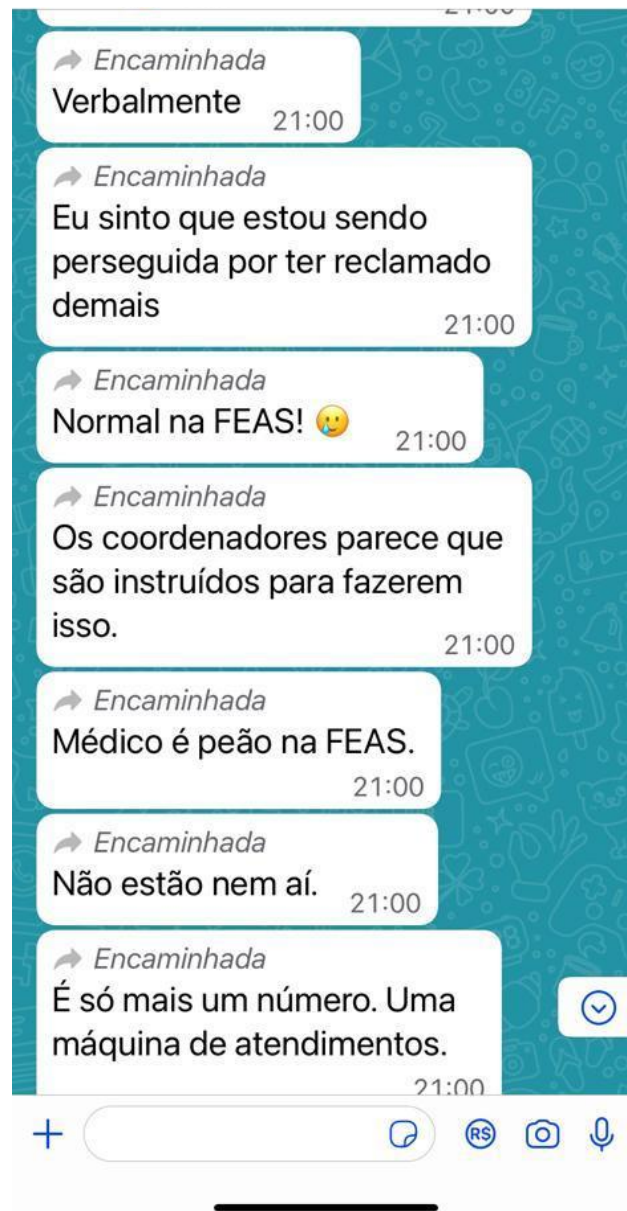 Encaminhada
Verbalmente
21:00
Encaminhada
Eu sinto que estou sendo
perseguida por ter reclamado
demais
21:00
Encaminhada
Normal na FEAS! 🥲
21:00
Encaminhada
Os coordenadores parece que
são instruídos para fazerem
isso.
21:00
Encaminhada
Médico é peão na FEAS.
21:00
Encaminhada
Não estão nem aí.
21:00
Encaminhada
É só mais um número. Uma
máquina de atendimentos.
21:00
R$